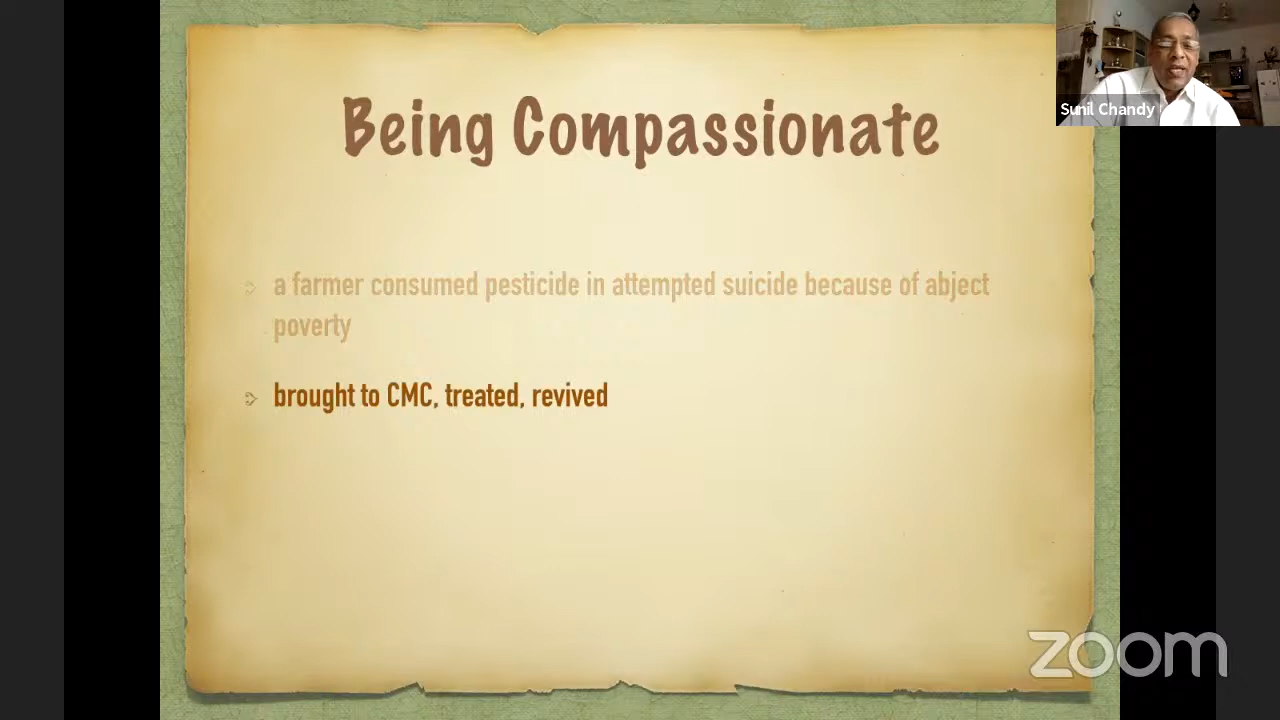 Being Compassionate
Sunil Chandy
a farmer consumed pesticide in attempted suicide because of abject
poverty
brought to CMC, treated, revived
zoom